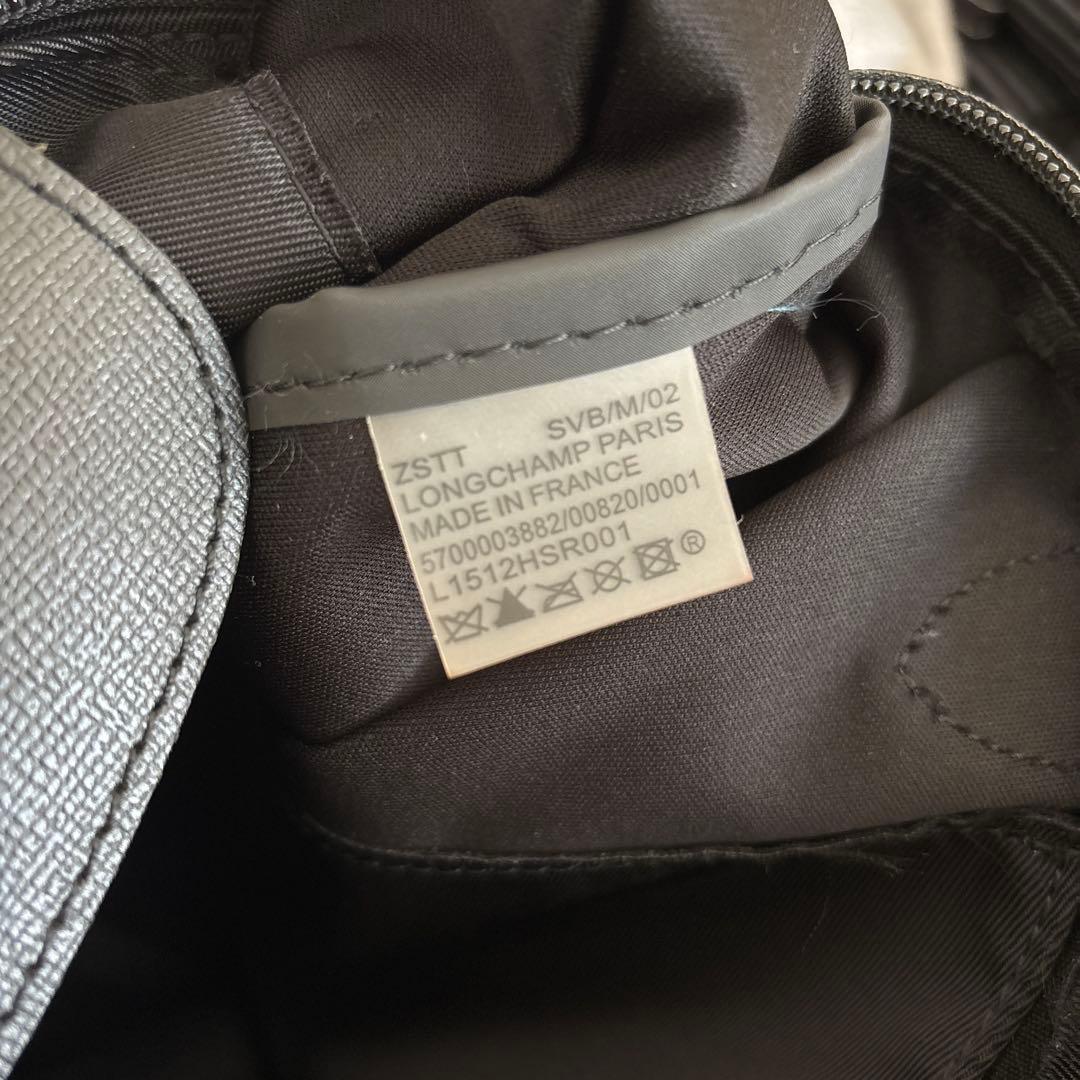 SVB/M/02
ZSTT
LONGCHAMP PARIS
MADE IN FRANCE
5700003882/00820/0001
L1512HSR001
®